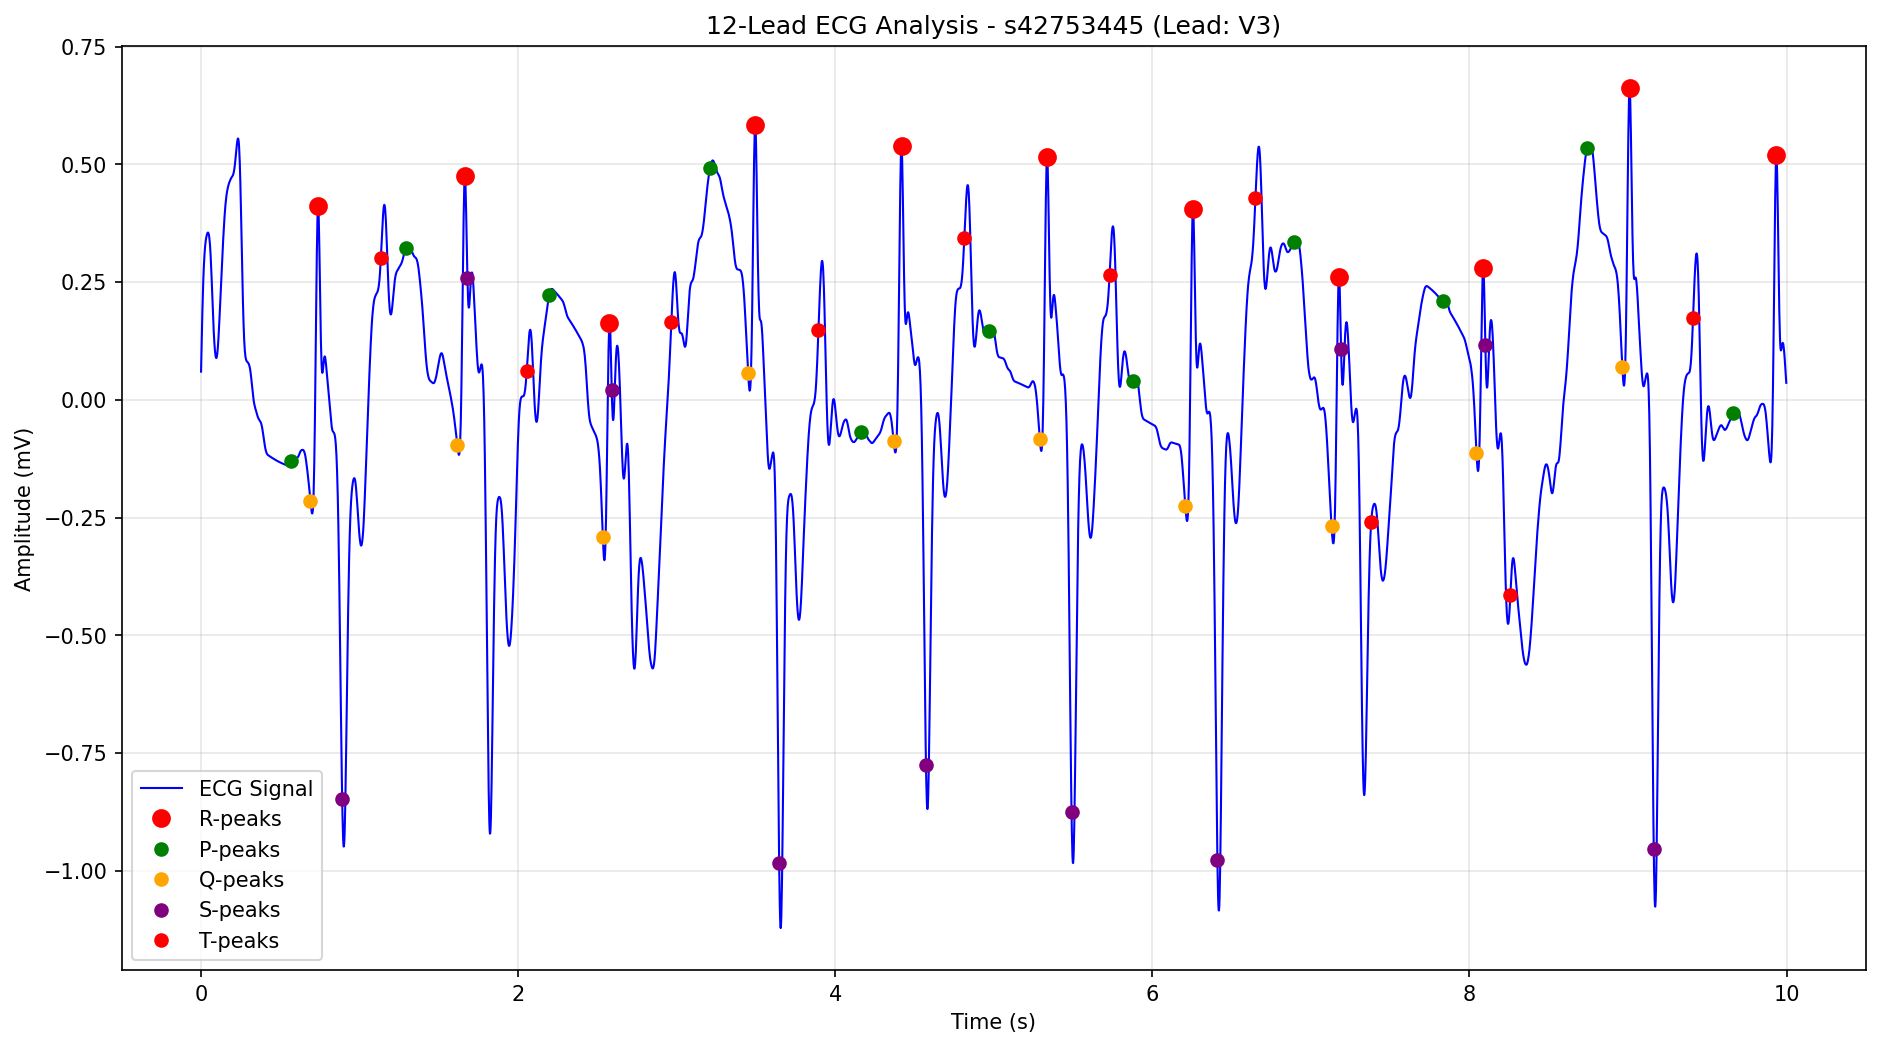 12-Lead ECG Analysis - s42753445 (Lead: V3)
Amplitude (mV)
0.75
0.50
0.25
0.00
−0.25
−0.50
−0.75
−1.00
ECG Signal
R-peaks
P-peaks
Q-peaks
S-peaks
T-peaks
0 2 4 6 8 10
Time (s)